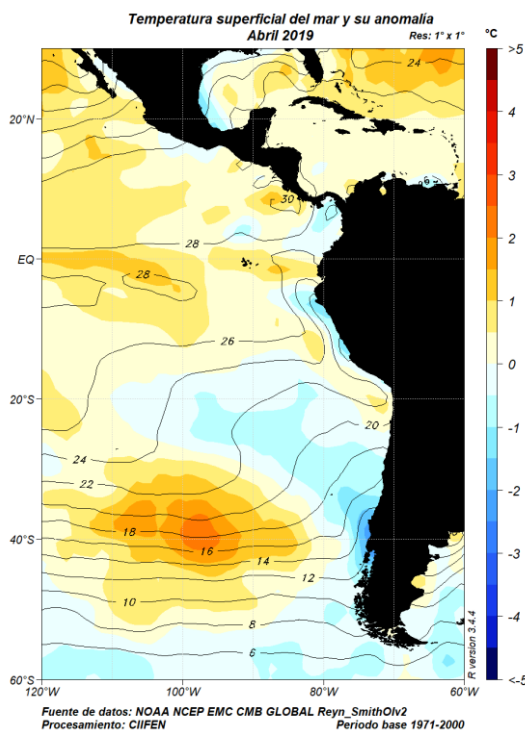 Temperatura superficial del mar y su anomalía
Abril 2019
Res: 1° x 1°
°C
>5
4
3
2
1
0
-1
-2
-3
-4
<-5
20°N
EQ
20°S
40°S
60°S
120°W
100°W
80°W
60°W
24
30
28
28
26
24
22
20
18
16
14
12
10
8
6
R version 3.4.4
Fuente de datos: NOAA NCEP EMC CMB GLOBAL Reyn_SmithOIv2
Procesamiento: CIIFEN
Periodo base 1971-2000